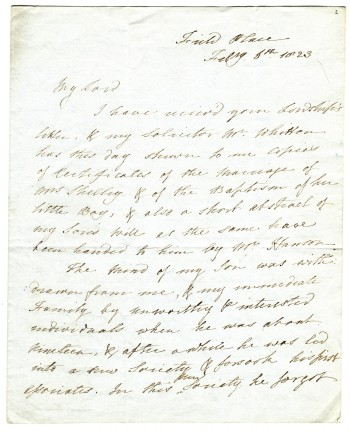 2
Field Place
Feby 6th 1823
My Lord
I have received your Lordship's
letter, & my solicitor Mr. Whitton
has this day shewn to me copies
of Certificates of the marriage of
Mrs Shelley & of the Baptism of her
little Boy, & also a short abstract of
my Sons Will as the same have
been handed to him by Mr Hanson
The mind of my Son was with
drawn from me, & my immediate
Family by unworthy & interested
individuals when he was about
nineteen, & after a while he was led
into a new Society & forsook his first
associates. In this new Society he forgot